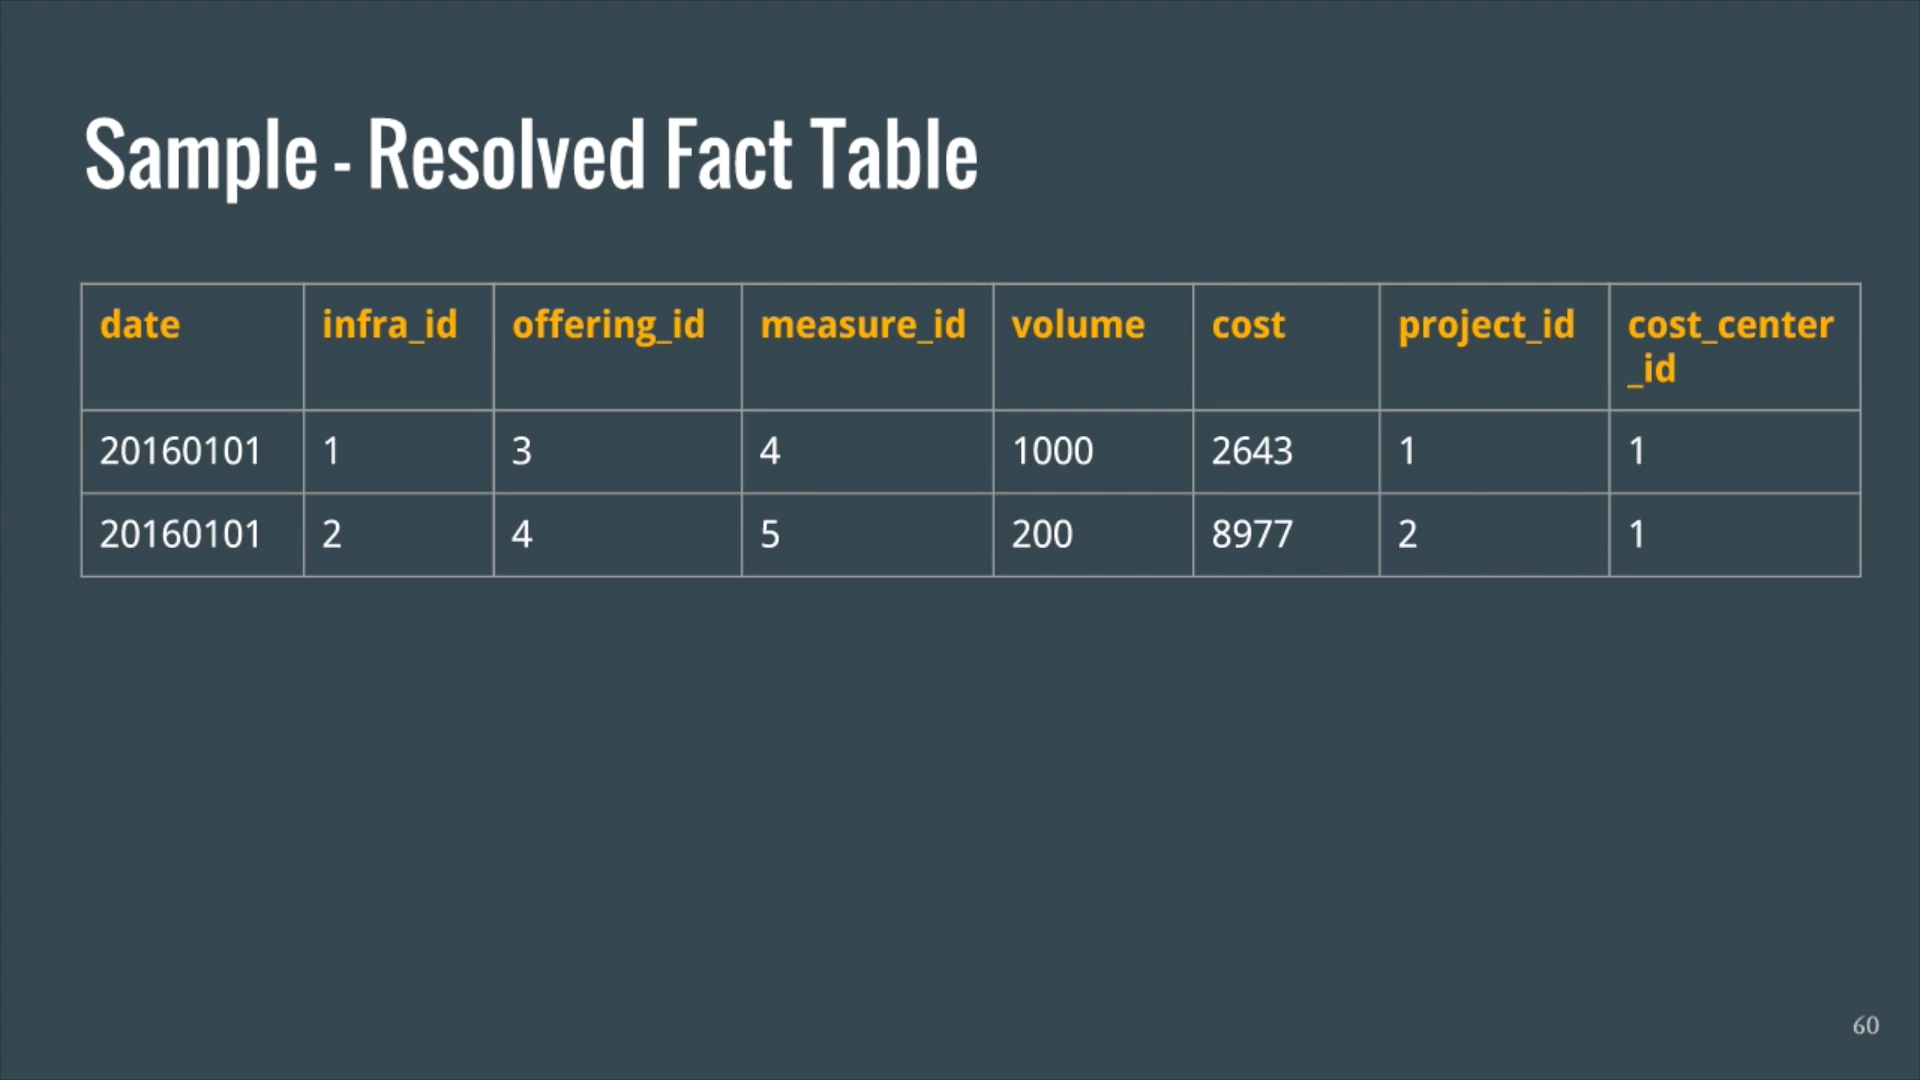 Sample - Resolved Fact Table
date infra_id offering_id measure_id volume cost project_id cost_center
_id
20160101 1 3 4 1000 2643 1 1
20160101 2 4 5 200 8977 2 1
60